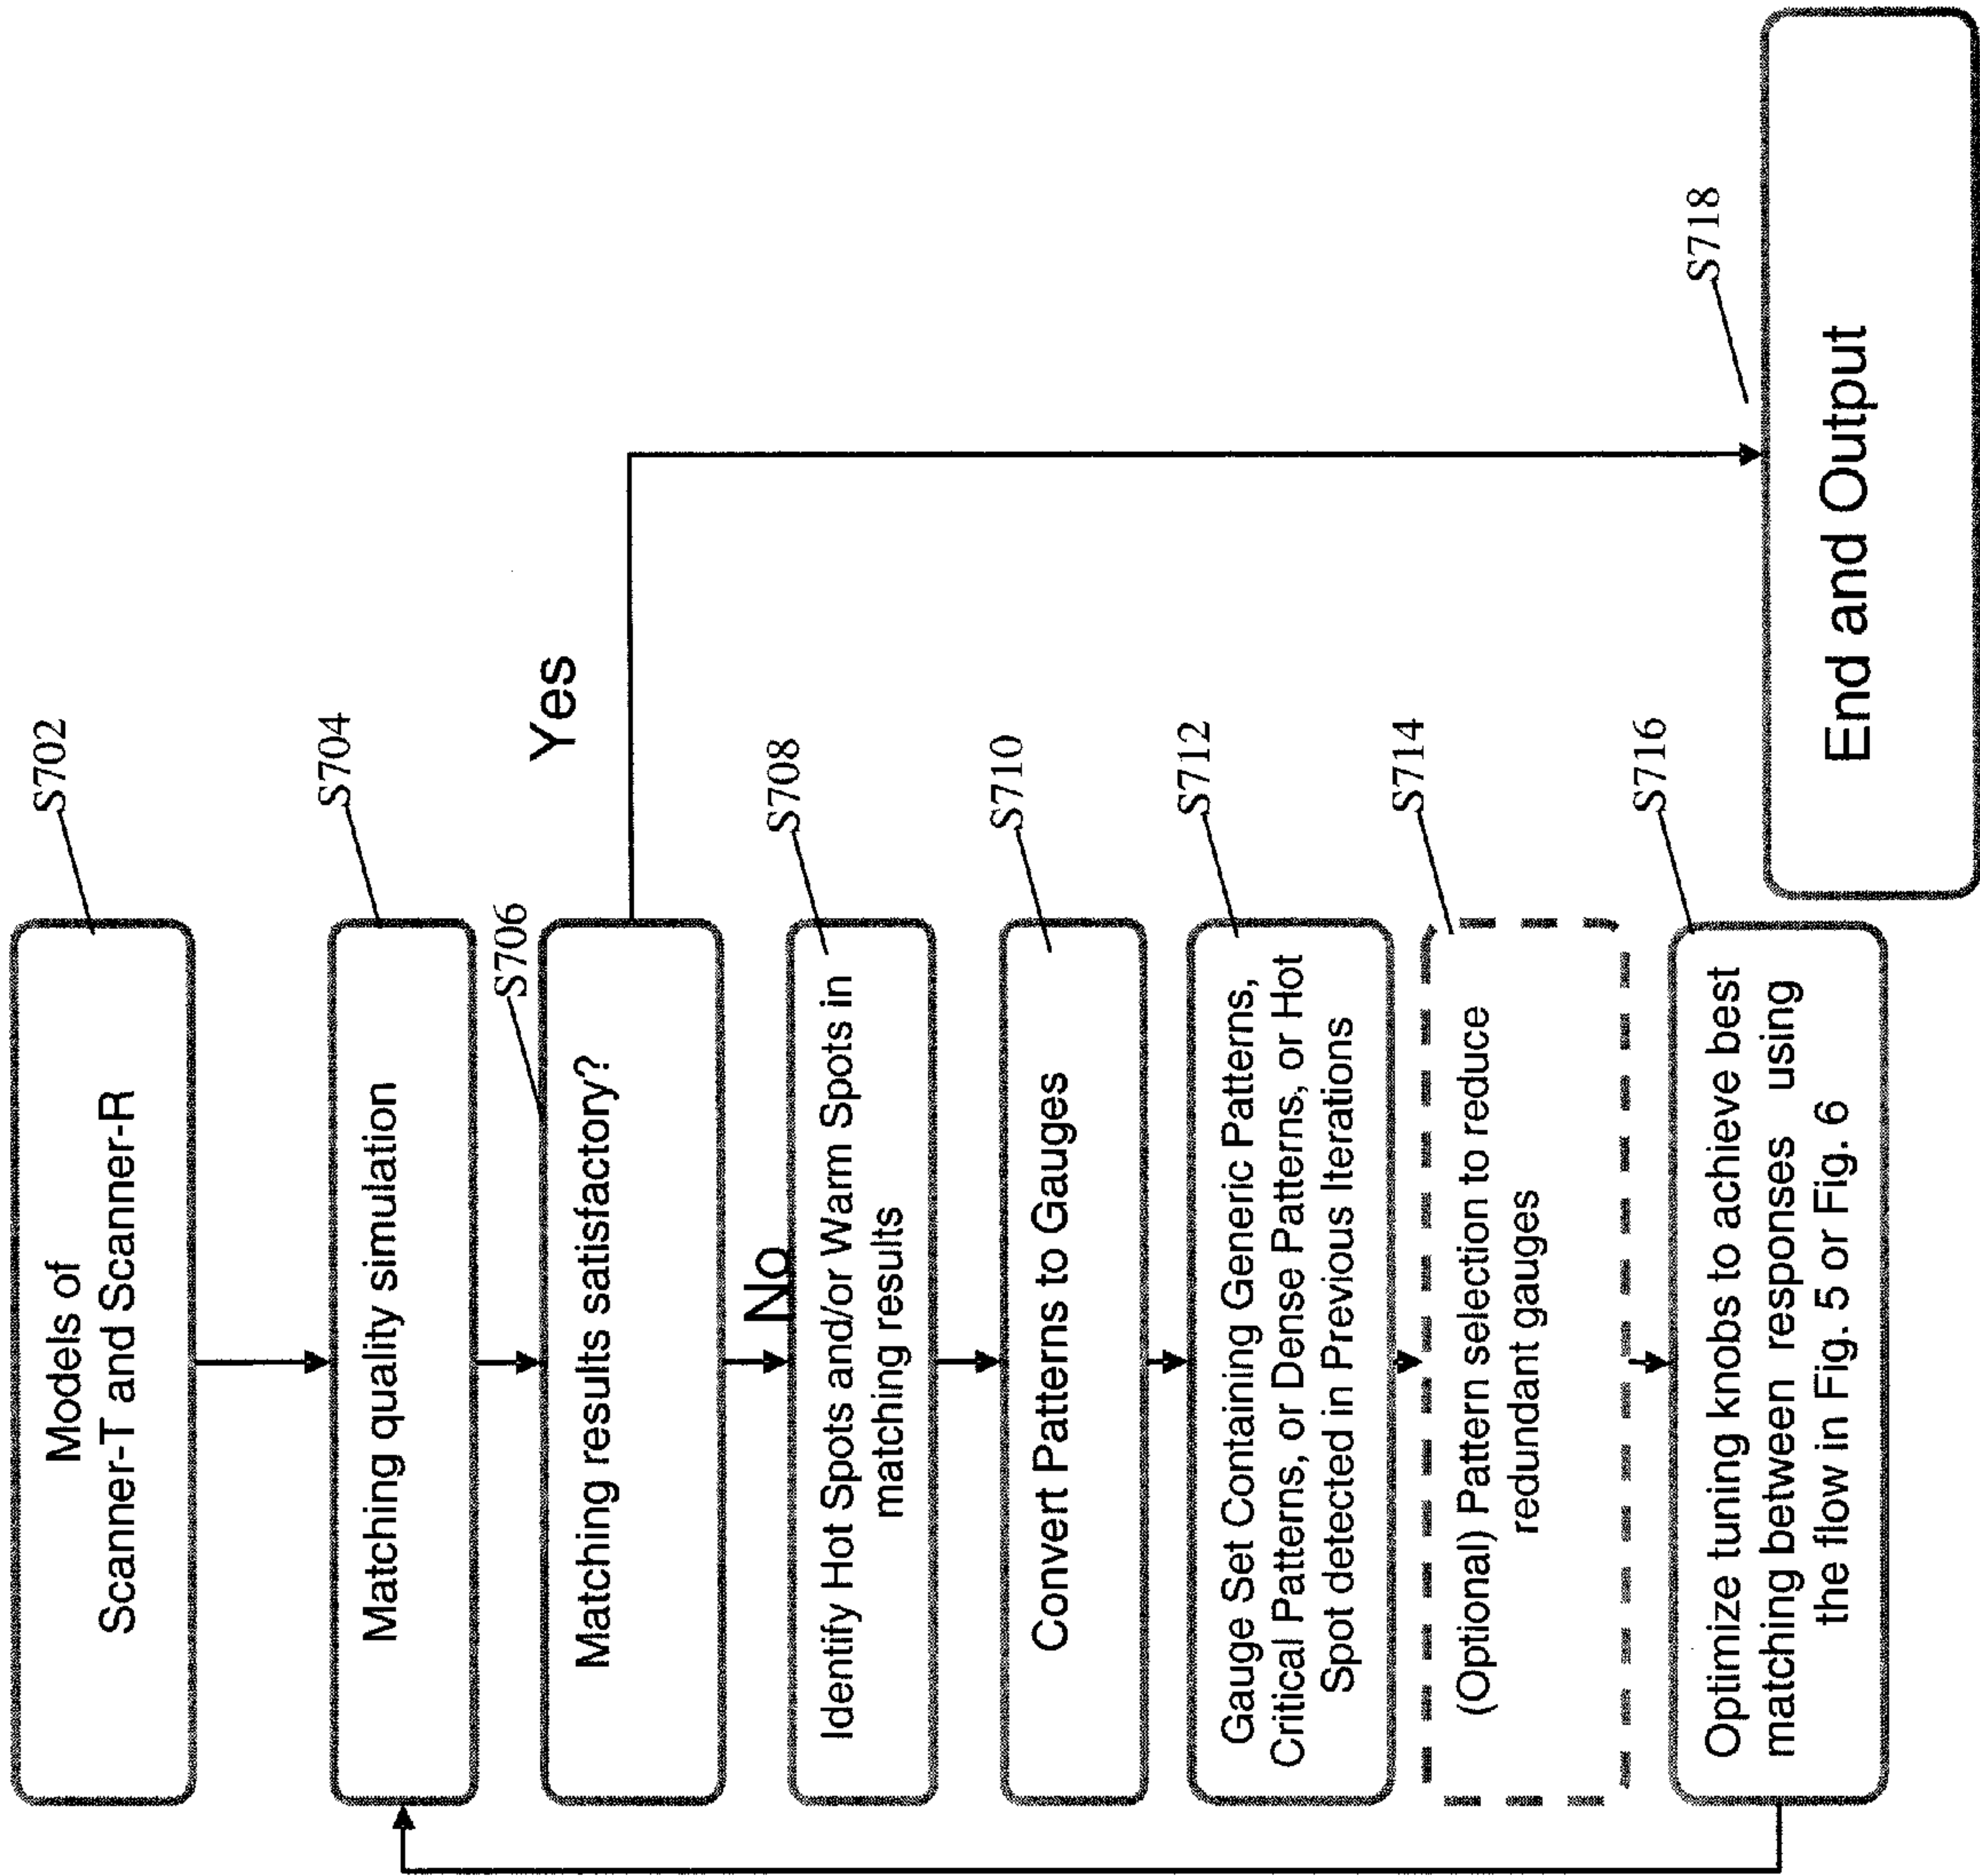 Models of
Scanner-T and Scanner-R
S702
Matching quality simulation
S704
Matching results satisfactory?
S706
Yes
No
Identify Hot Spots and/or Warm Spots in
matching results
S708
Convert Patterns to Gauges
S710
Gauge Set Containing Generic Patterns,
Critical Patterns, or Dense Patterns, or Hot
Spot detected in Previous Iterations
S712
(Optional) Pattern selection to reduce
redundant gauges
S714
Optimize tuning knobs to achieve best
matching between responses using
the flow in Fig. 5 or Fig. 6
S716
End and Output
S718